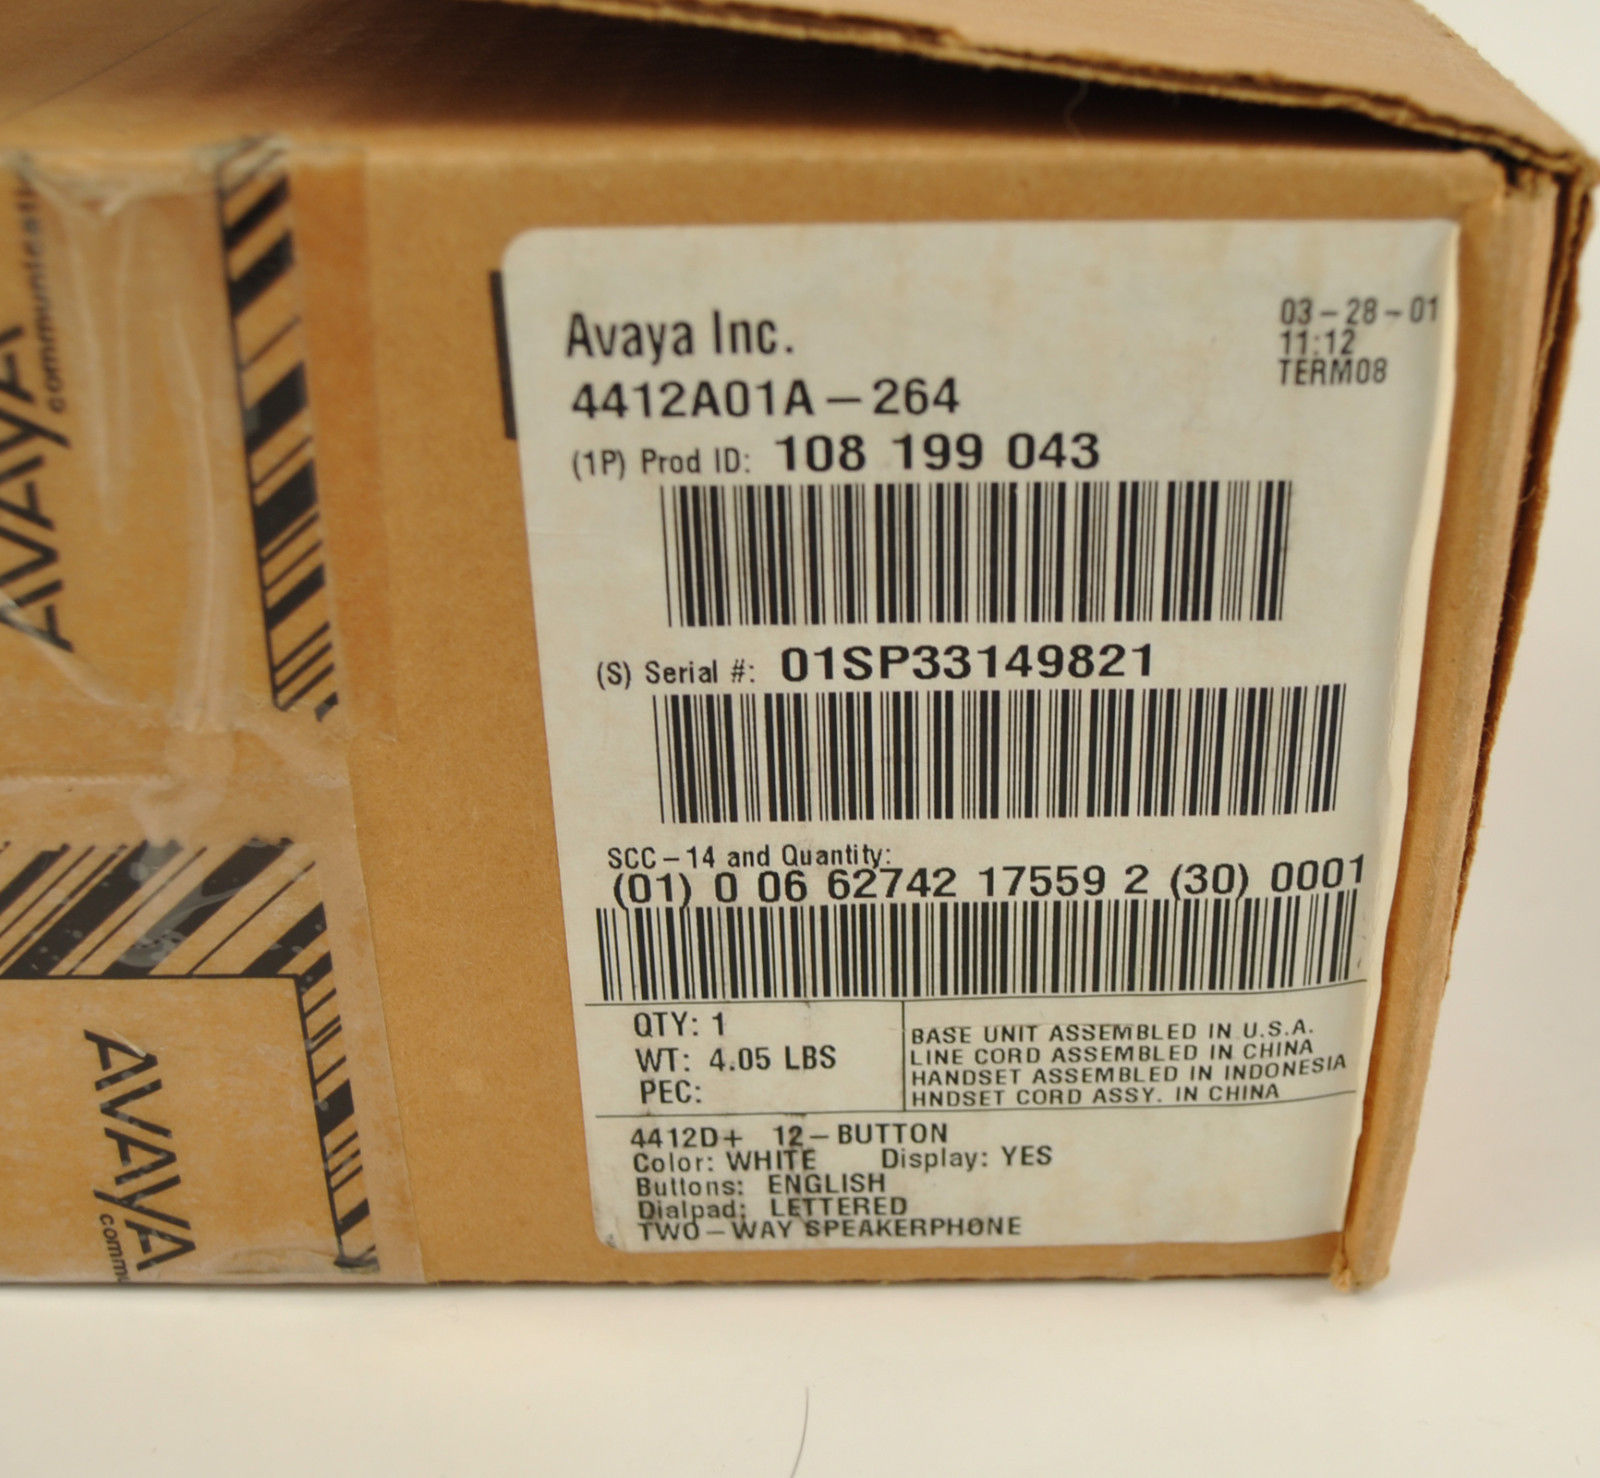 Avaya Inc.
03-28-01
11:12
TERM08
4412A01A-264
(1P) Prod ID: 108 199 043
(S) Serial #: 01SP33149821
SCC-14 and Quantity:
(01) 0 06 62742 17559 2 (30) 0001
QTY: 1
WT: 4.05 LBS
PEC:
BASE UNIT ASSEMBLED IN U.S.A.
LINE CORD ASSEMBLED IN CHINA
HANDSET ASSEMBLED IN INDONESIA
HNDSET CORD ASSY. IN CHINA
4412D+ 12-BUTTON
Color: WHITE Display: YES
Buttons: ENGLISH
Dialpad: LETTERED
TWO-WAY SPEAKERPHONE
AVAYA
AVAYA